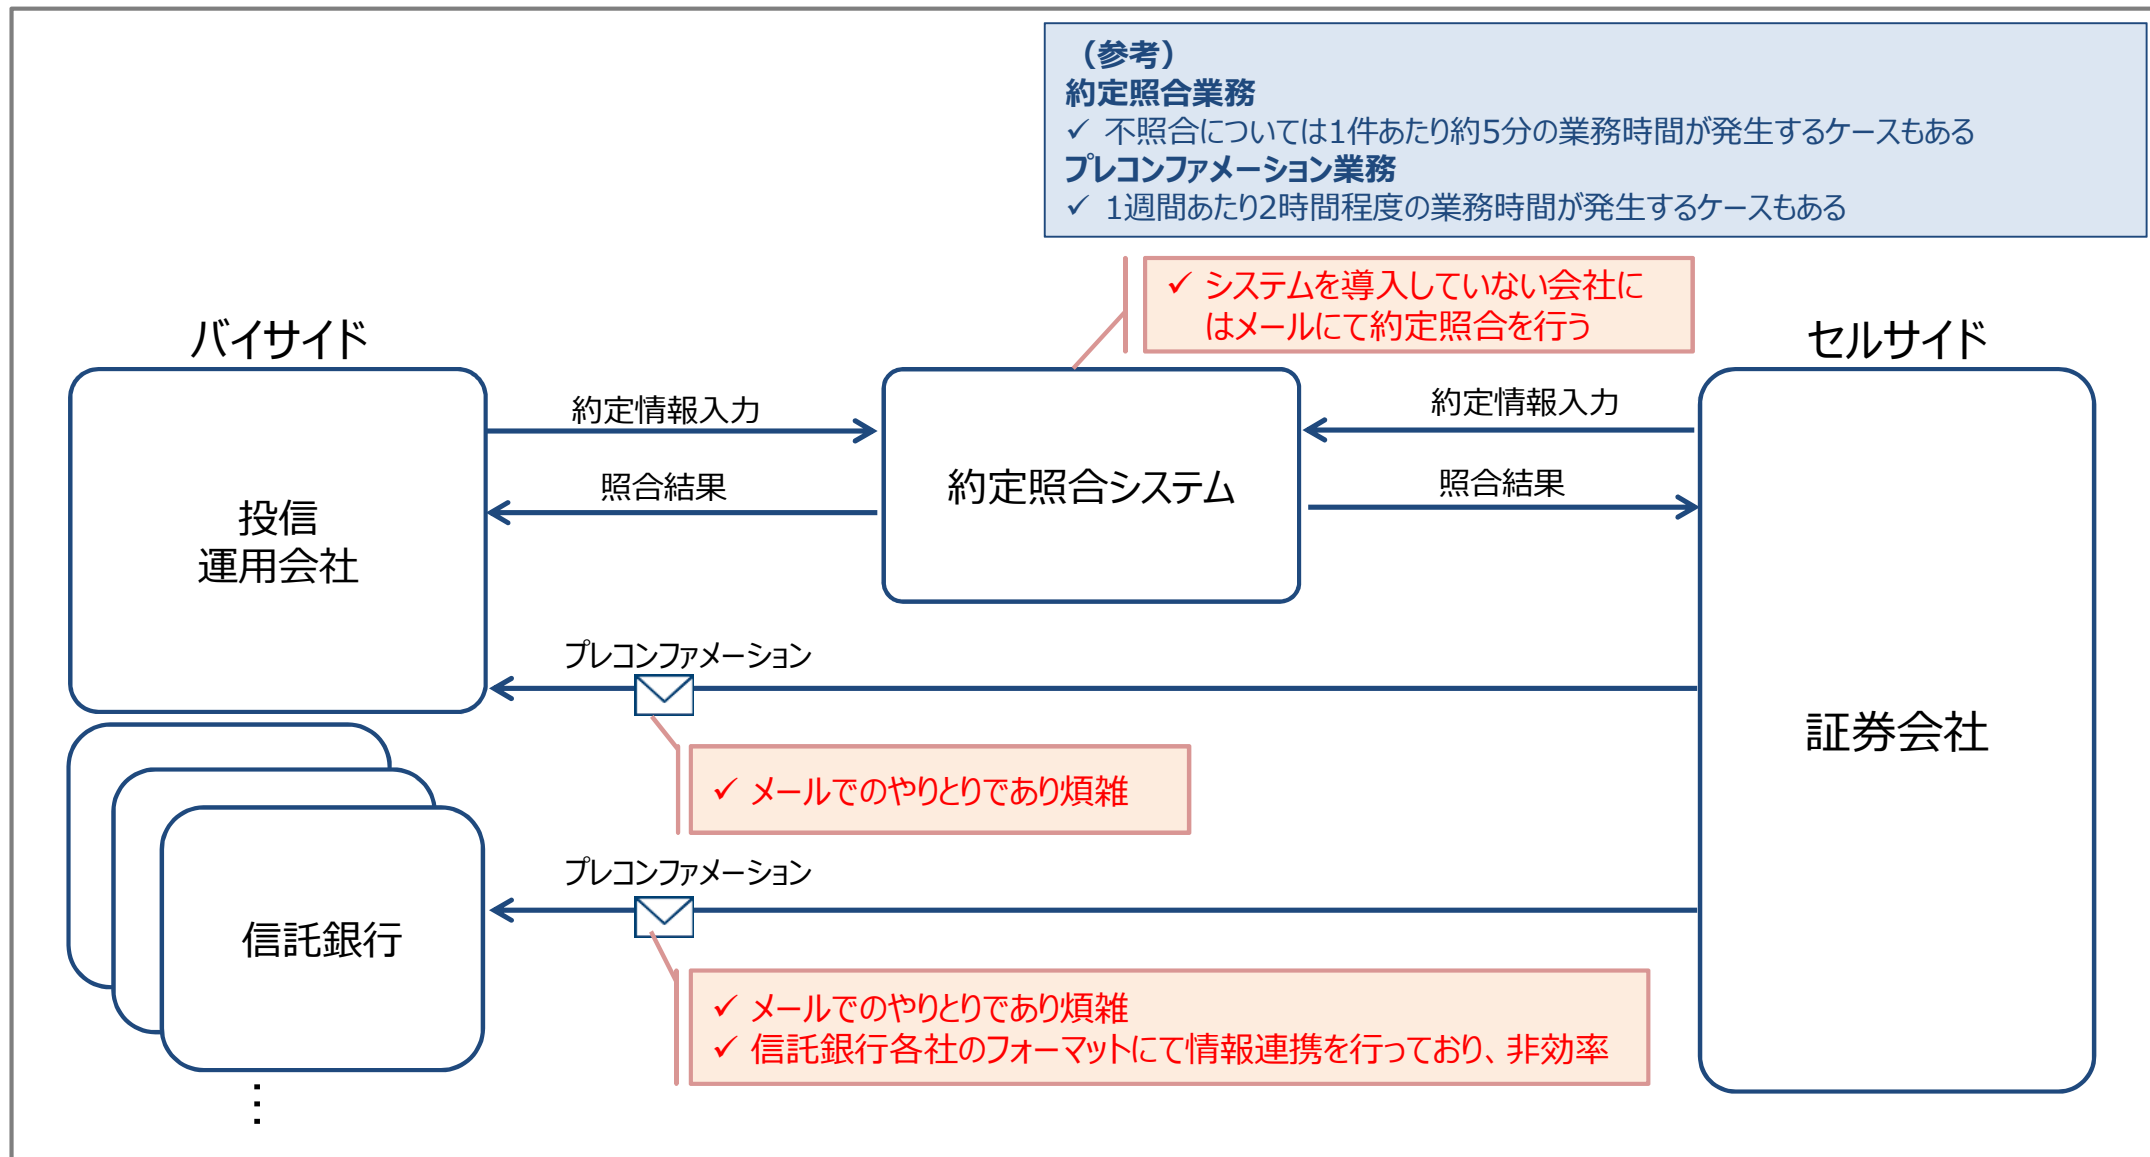 （参考）
約定照合業務
✓ 不照合については1件あたり約5分の業務時間が発生するケースもある
プレコンファメーション業務
✓ 1週間あたり2時間程度の業務時間が発生するケースもある
✓ システムを導入していない会社に
はメールにて約定照合を行う
バイサイド
セルサイド
約定情報入力
約定情報入力
照合結果
照合結果
約定照合システム
投信
運用会社
プレコンファメーション
証券会社
✓ メールでのやりとりであり煩雑
プレコンファメーション
信託銀行
✓ メールでのやりとりであり煩雑
✓ 信託銀行各社のフォーマットにて情報連携を行っており、非効率
⋮